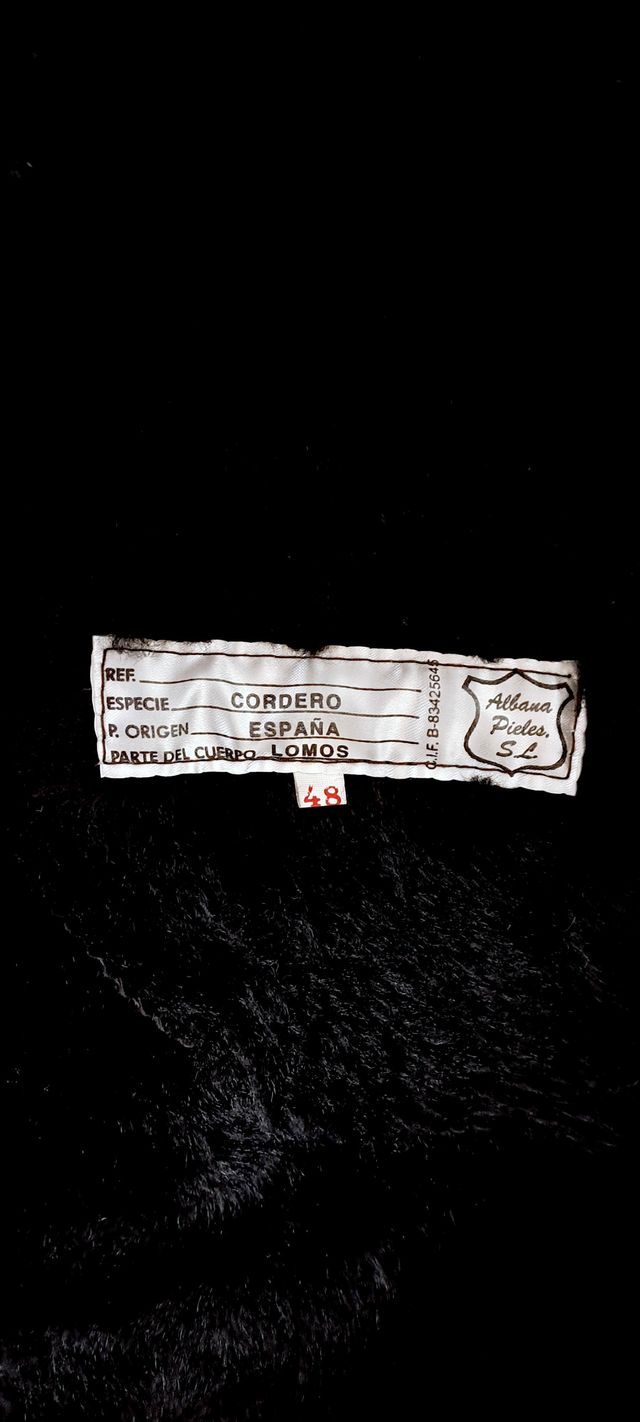 REF.
ESPECIE CORDERO
P. ORIGEN ESPAÑA
PARTE DEL CUERPO LOMOS
C.I.F. B-83425645
Albana
Pieles,
S.L.
48